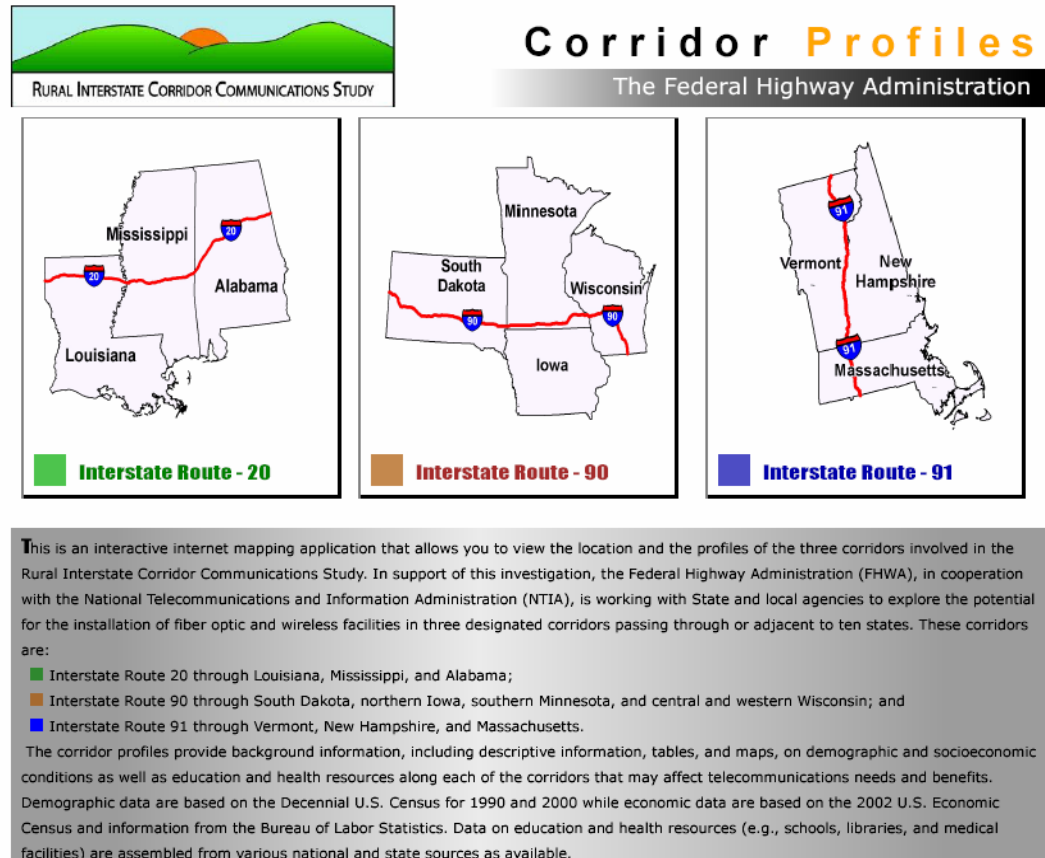 Corridor Profiles
RURAL INTERSTATE CORRIDOR COMMUNICATIONS STUDY
The Federal Highway Administration
Mississippi
20
20
Alabama
Louisiana
Interstate Route - 20
Minnesota
South
Dakota
Wisconsin
90
90
Iowa
Interstate Route - 90
91
Vermont
New
Hampshire
91
Massachusetts
Interstate Route - 91
This is an interactive internet mapping application that allows you to view the location and the profiles of the three corridors involved in the
Rural Interstate Corridor Communications Study. In support of this investigation, the Federal Highway Administration (FHWA), in cooperation
with the National Telecommunications and Information Administration (NTIA), is working with State and local agencies to explore the potential
for the installation of fiber optic and wireless facilities in three designated corridors passing through or adjacent to ten states. These corridors
are:
Interstate Route 20 through Louisiana, Mississippi, and Alabama;
Interstate Route 90 through South Dakota, northern Iowa, southern Minnesota, and central and western Wisconsin; and
Interstate Route 91 through Vermont, New Hampshire, and Massachusetts.
The corridor profiles provide background information, including descriptive information, tables, and maps, on demographic and socioeconomic
conditions as well as education and health resources along each of the corridors that may affect telecommunications needs and benefits.
Demographic data are based on the Decennial U.S. Census for 1990 and 2000 while economic data are based on the 2002 U.S. Economic
Census and information from the Bureau of Labor Statistics. Data on education and health resources (e.g., schools, libraries, and medical
facilities) are assembled from various national and state sources as available.